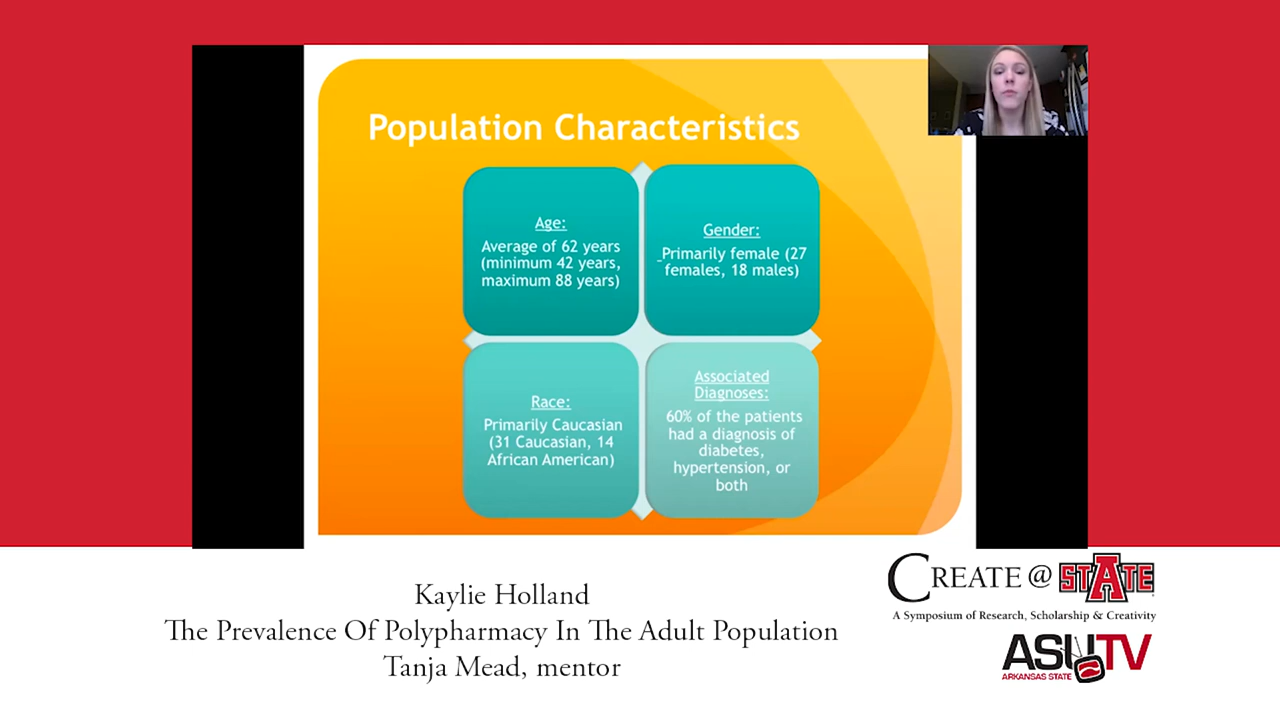 Population Characteristics
Age:
Average of 62 years
(minimum 42 years,
maximum 88 years)
Gender:
Primarily female (27
females, 18 males)
Race:
Primarily Caucasian
(31 Caucasian, 14
African American)
Associated
Diagnoses:
60% of the patients
had a diagnosis of
diabetes,
hypertension, or
both
Kaylie Holland
The Prevalence Of Polypharmacy In The Adult Population
Tanja Mead, mentor
CREATE @ STATE
A Symposium of Research, Scholarship & Creativity
ASUTV
ARKANSAS STATE